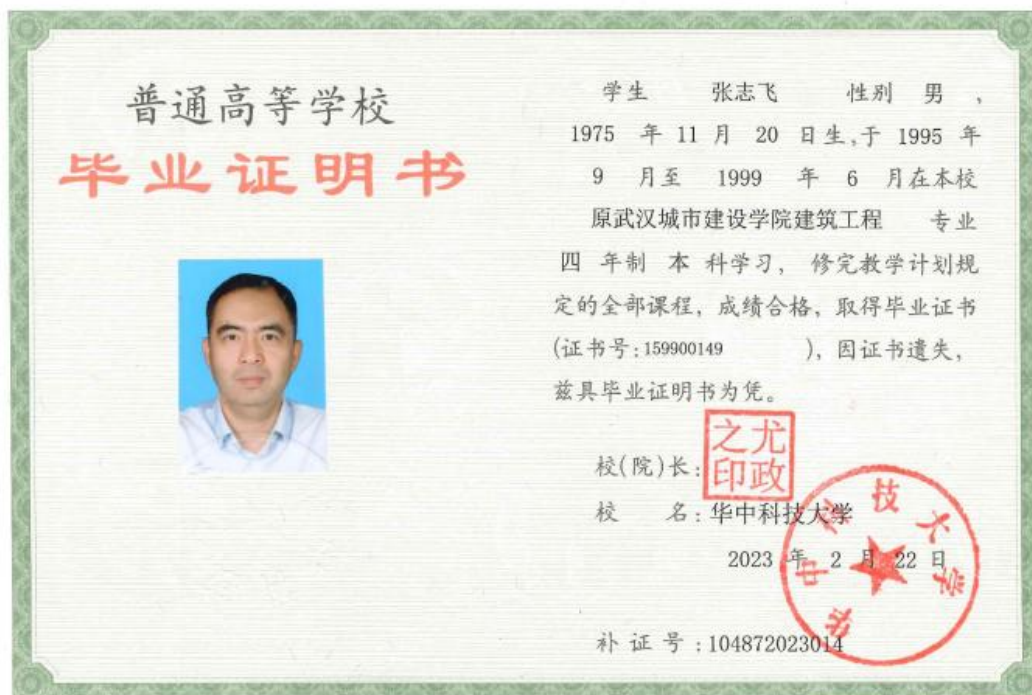 普通高等学校
毕业证明书
学生 张志飞 性别 男 ，
1975 年 11 月 20 日生,于 1995 年
9 月至 1999 年 6 月在本校
原武汉城市建设学院建筑工程 专业
四 年制 本 科学习， 修完教学计划规
定的全部课程，成绩合格，取得毕业证书
(证书号:159900149 )，因证书遗失，
兹具毕业证明书为凭。
校(院)长:
尤政之印
校 名:华中科技大学
2023 年 2 月 22 日
华中科技大学
补 证 号 :104872023014